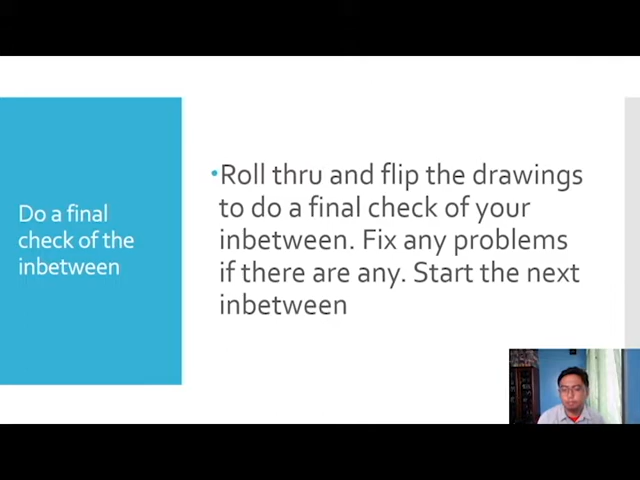 Do a final
check of the
inbetween
•Roll thru and flip the drawings
to do a final check of your
inbetween. Fix any problems
if there are any. Start the next
inbetween